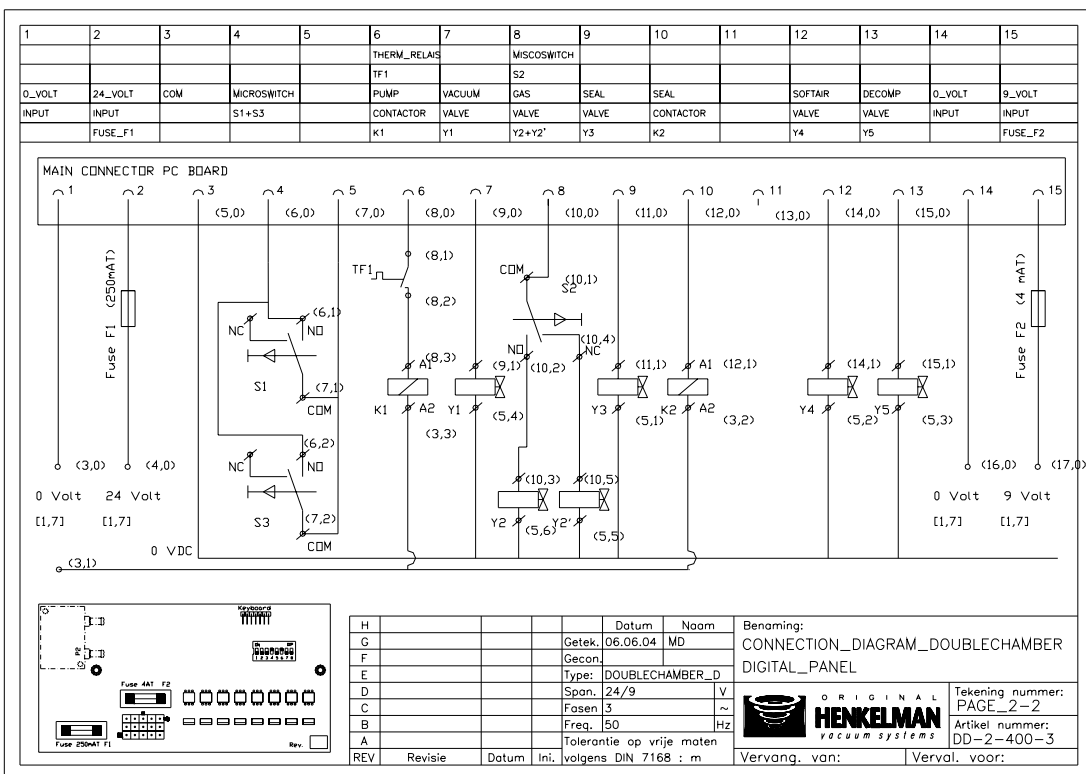 1 2 3 4 5 6 7 8 9 10 11 12 13 14 15
THERM_RELAIS MISCOSWITCH
TF1 S2
0_VOLT 24_VOLT COM MICROSWITCH PUMP VACUUM GAS SEAL SEAL SOFTAIR DECOMP 0_VOLT 9_VOLT
INPUT INPUT S1+S3 CONTACTOR VALVE VALVE VALVE CONTACTOR VALVE VALVE INPUT INPUT
FUSE_F1 K1 Y1 Y2+Y2' Y3 K2 Y4 Y5 FUSE_F2
MAIN CONNECTOR PC BOARD
1 2 3 4 5 6 7 8 9 10 11 12 13 14 15
(5,0) (6,0) (7,0) (8,0) (9,0) (10,0) (11,0) (12,0) (13,0) (14,0) (15,0)
Fuse F1 (250mAT)
TF1 (8,1)
(8,2)
COM (10,1)
S2
Fuse F2 (4 mAT)
NC (6,1)
NO
S1 (7,1)
COM
(8,3) A1
K1 A2
(3,3)
(9,1)
Y1 (5,4)
NO (10,2)
(10,4)
NC
(11,1)
Y3 (5,1)
A1 (12,1)
K2 A2 (3,2)
(14,1)
Y4 (5,2)
(15,1)
Y5 (5,3)
(6,2)
NC NO
S3 (7,2)
COM
(10,3) (10,5)
Y2 (5,6) Y2' (5,5)
(3,0) (4,0) (16,0) (17,0)
0 Volt 24 Volt 0 Volt 9 Volt
[1,7] [1,7] [1,7] [1,7]
0 VDC
(3,1)
Keyboard
P2
ON DIP
1 2 3 4 5 6 7 8
Fuse 4AT F2
Fuse 250mAT F1
Rev.
H Datum Naam
G Getek. 06.06.04 MD
F Gecon.
E Type: DOUBLECHAMBER_D
D Span. 24/9 V
C Fasen 3 ~
B Freq. 50 Hz
A Tolerantie op vrije maten
REV Revisie Datum Ini. volgens DIN 7168 : m
Benaming:
CONNECTION_DIAGRAM_DOUBLECHAMBER
DIGITAL_PANEL
ORIGINAL
HENKELMAN
vacuum systems
Tekening nummer:
PAGE_2-2
Artikel nummer:
DD-2-400-3
Vervang. van: Verval. voor: